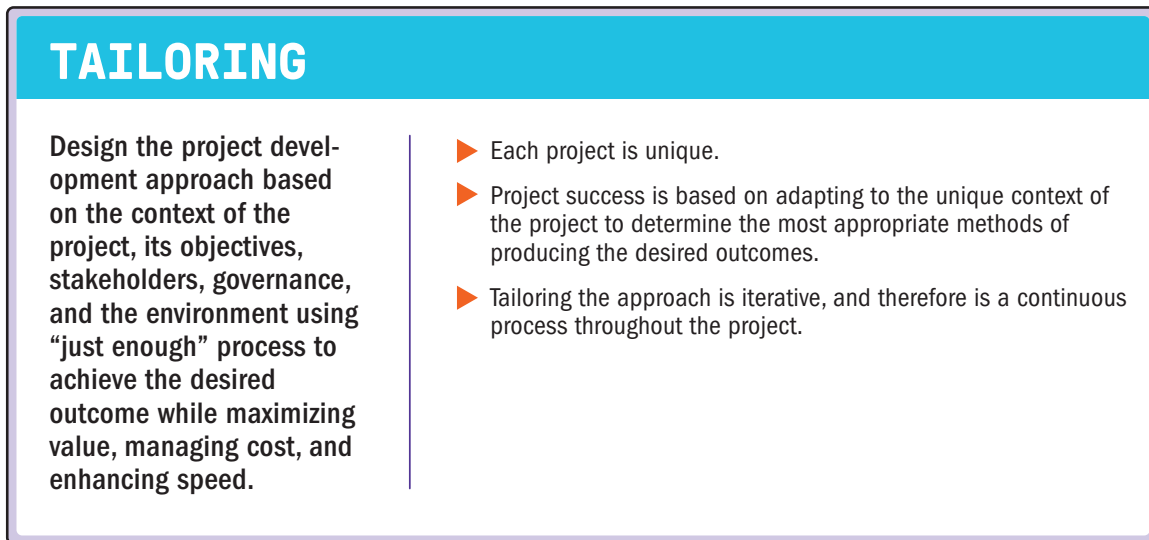 TAILORING
Design the project devel-
opment approach based
on the context of the
project, its objectives,
stakeholders, governance,
and the environment using
“just enough” process to
achieve the desired
outcome while maximizing
value, managing cost, and
enhancing speed.
Each project is unique.
Project success is based on adapting to the unique context of
the project to determine the most appropriate methods of
producing the desired outcomes.
Tailoring the approach is iterative, and therefore is a continuous
process throughout the project.